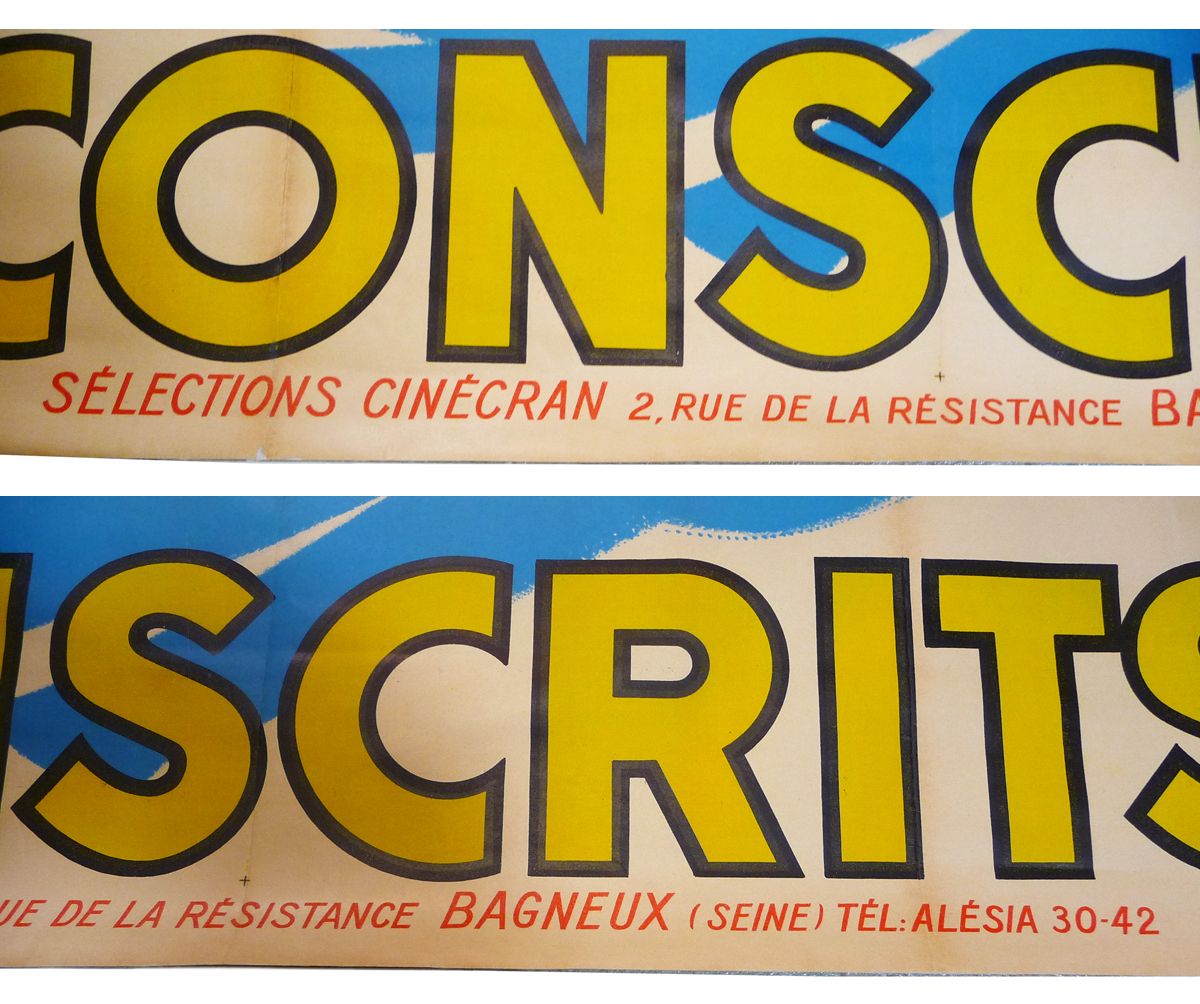 CONSC
SÉLECTIONS CINÉCRAN 2, RUE DE LA RÉSISTANCE BA
SCRITS
UE DE LA RÉSISTANCE BAGNEUX (SEINE) TÉL: ALÉSIA 30-42